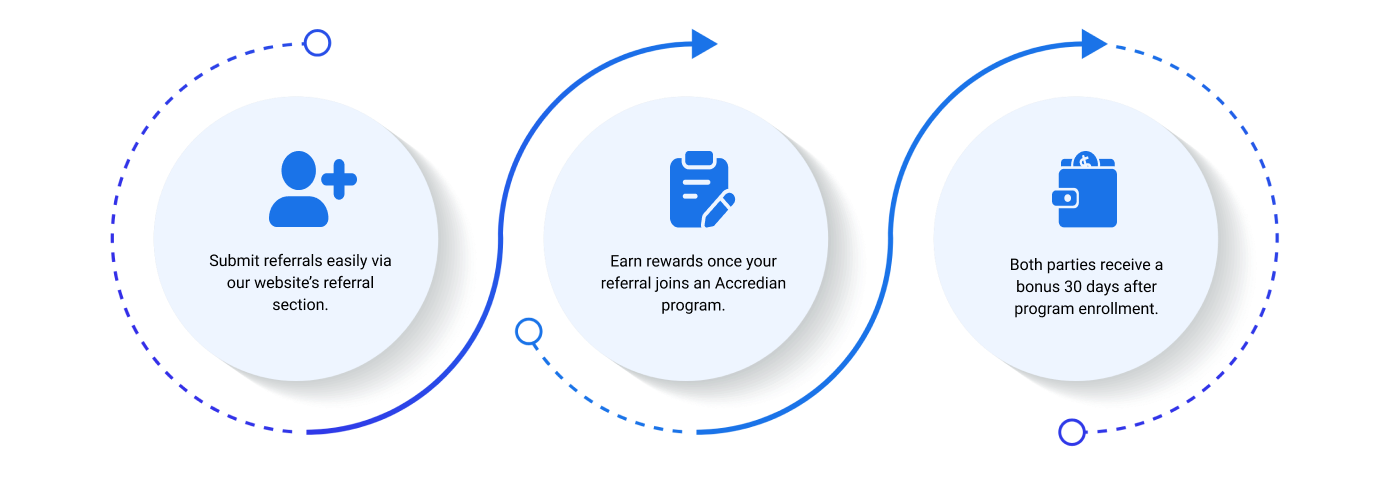 Submit referrals easily via
our website’s referral
section.
Earn rewards once your
referral joins an Accredian
program.
Both parties receive a
bonus 30 days after
program enrollment.